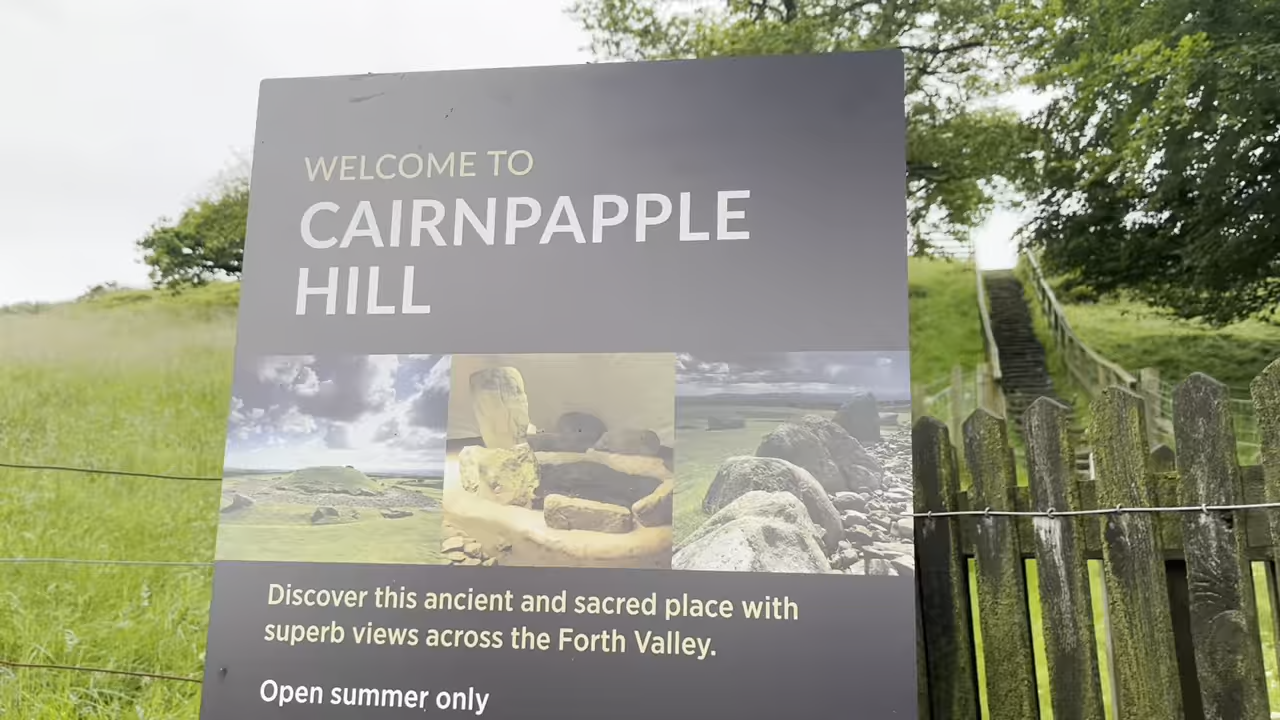 WELCOME TO
CAIRNPAPPLE
HILL
Discover this ancient and sacred place with
superb views across the Forth Valley.
Open summer only